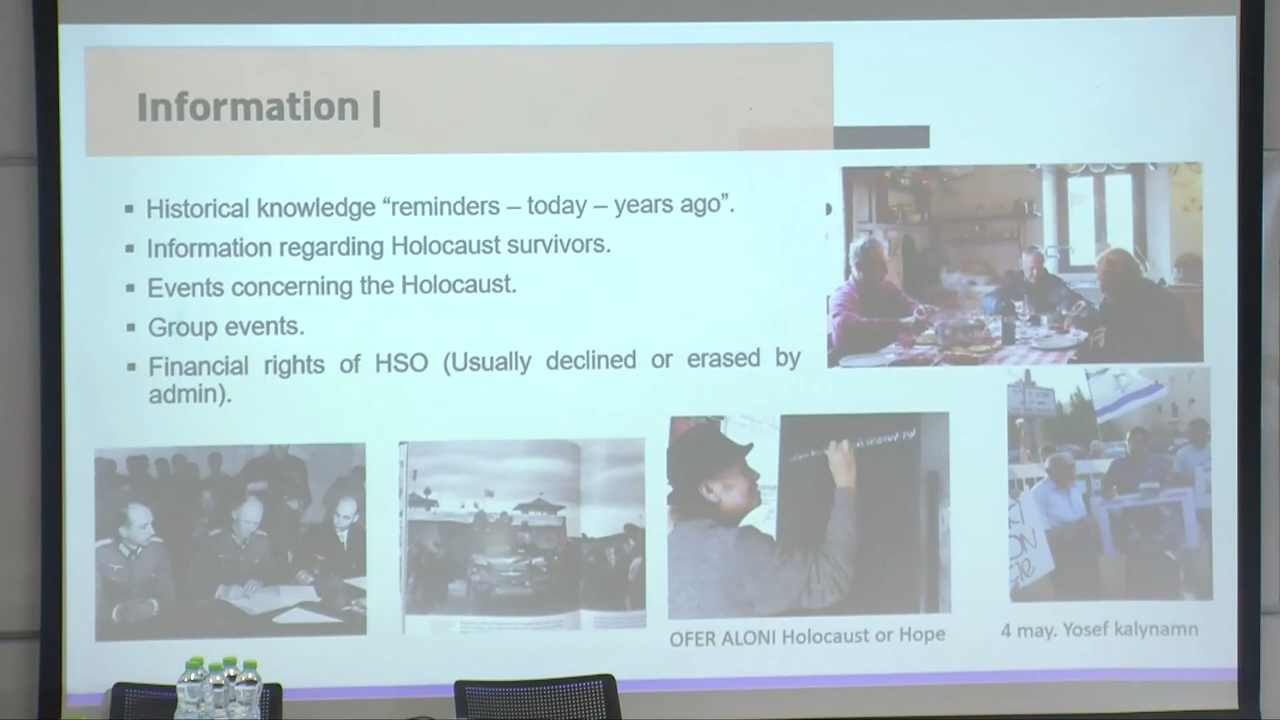 Information |
▪ Historical knowledge “reminders – today – years ago”.
▪ Information regarding Holocaust survivors.
▪ Events concerning the Holocaust.
▪ Group events.
▪ Financial rights of HSO (Usually declined or erased by
admin).
OFER ALONI Holocaust or Hope
4 may. Yosef kalynamn